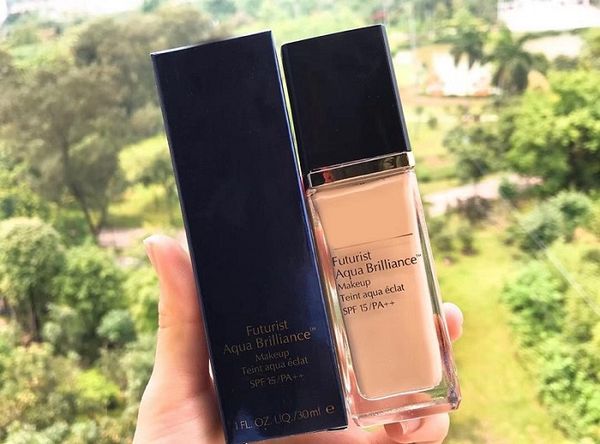 Futurist
Aqua Brilliance™
Makeup
Teint aqua éclat
SPF 15/PA++
1 FL. OZ. LIQ./30ml e
Futurist
Aqua Brilliance™
Makeup
Teint aqua éclat
SPF 15/PA++